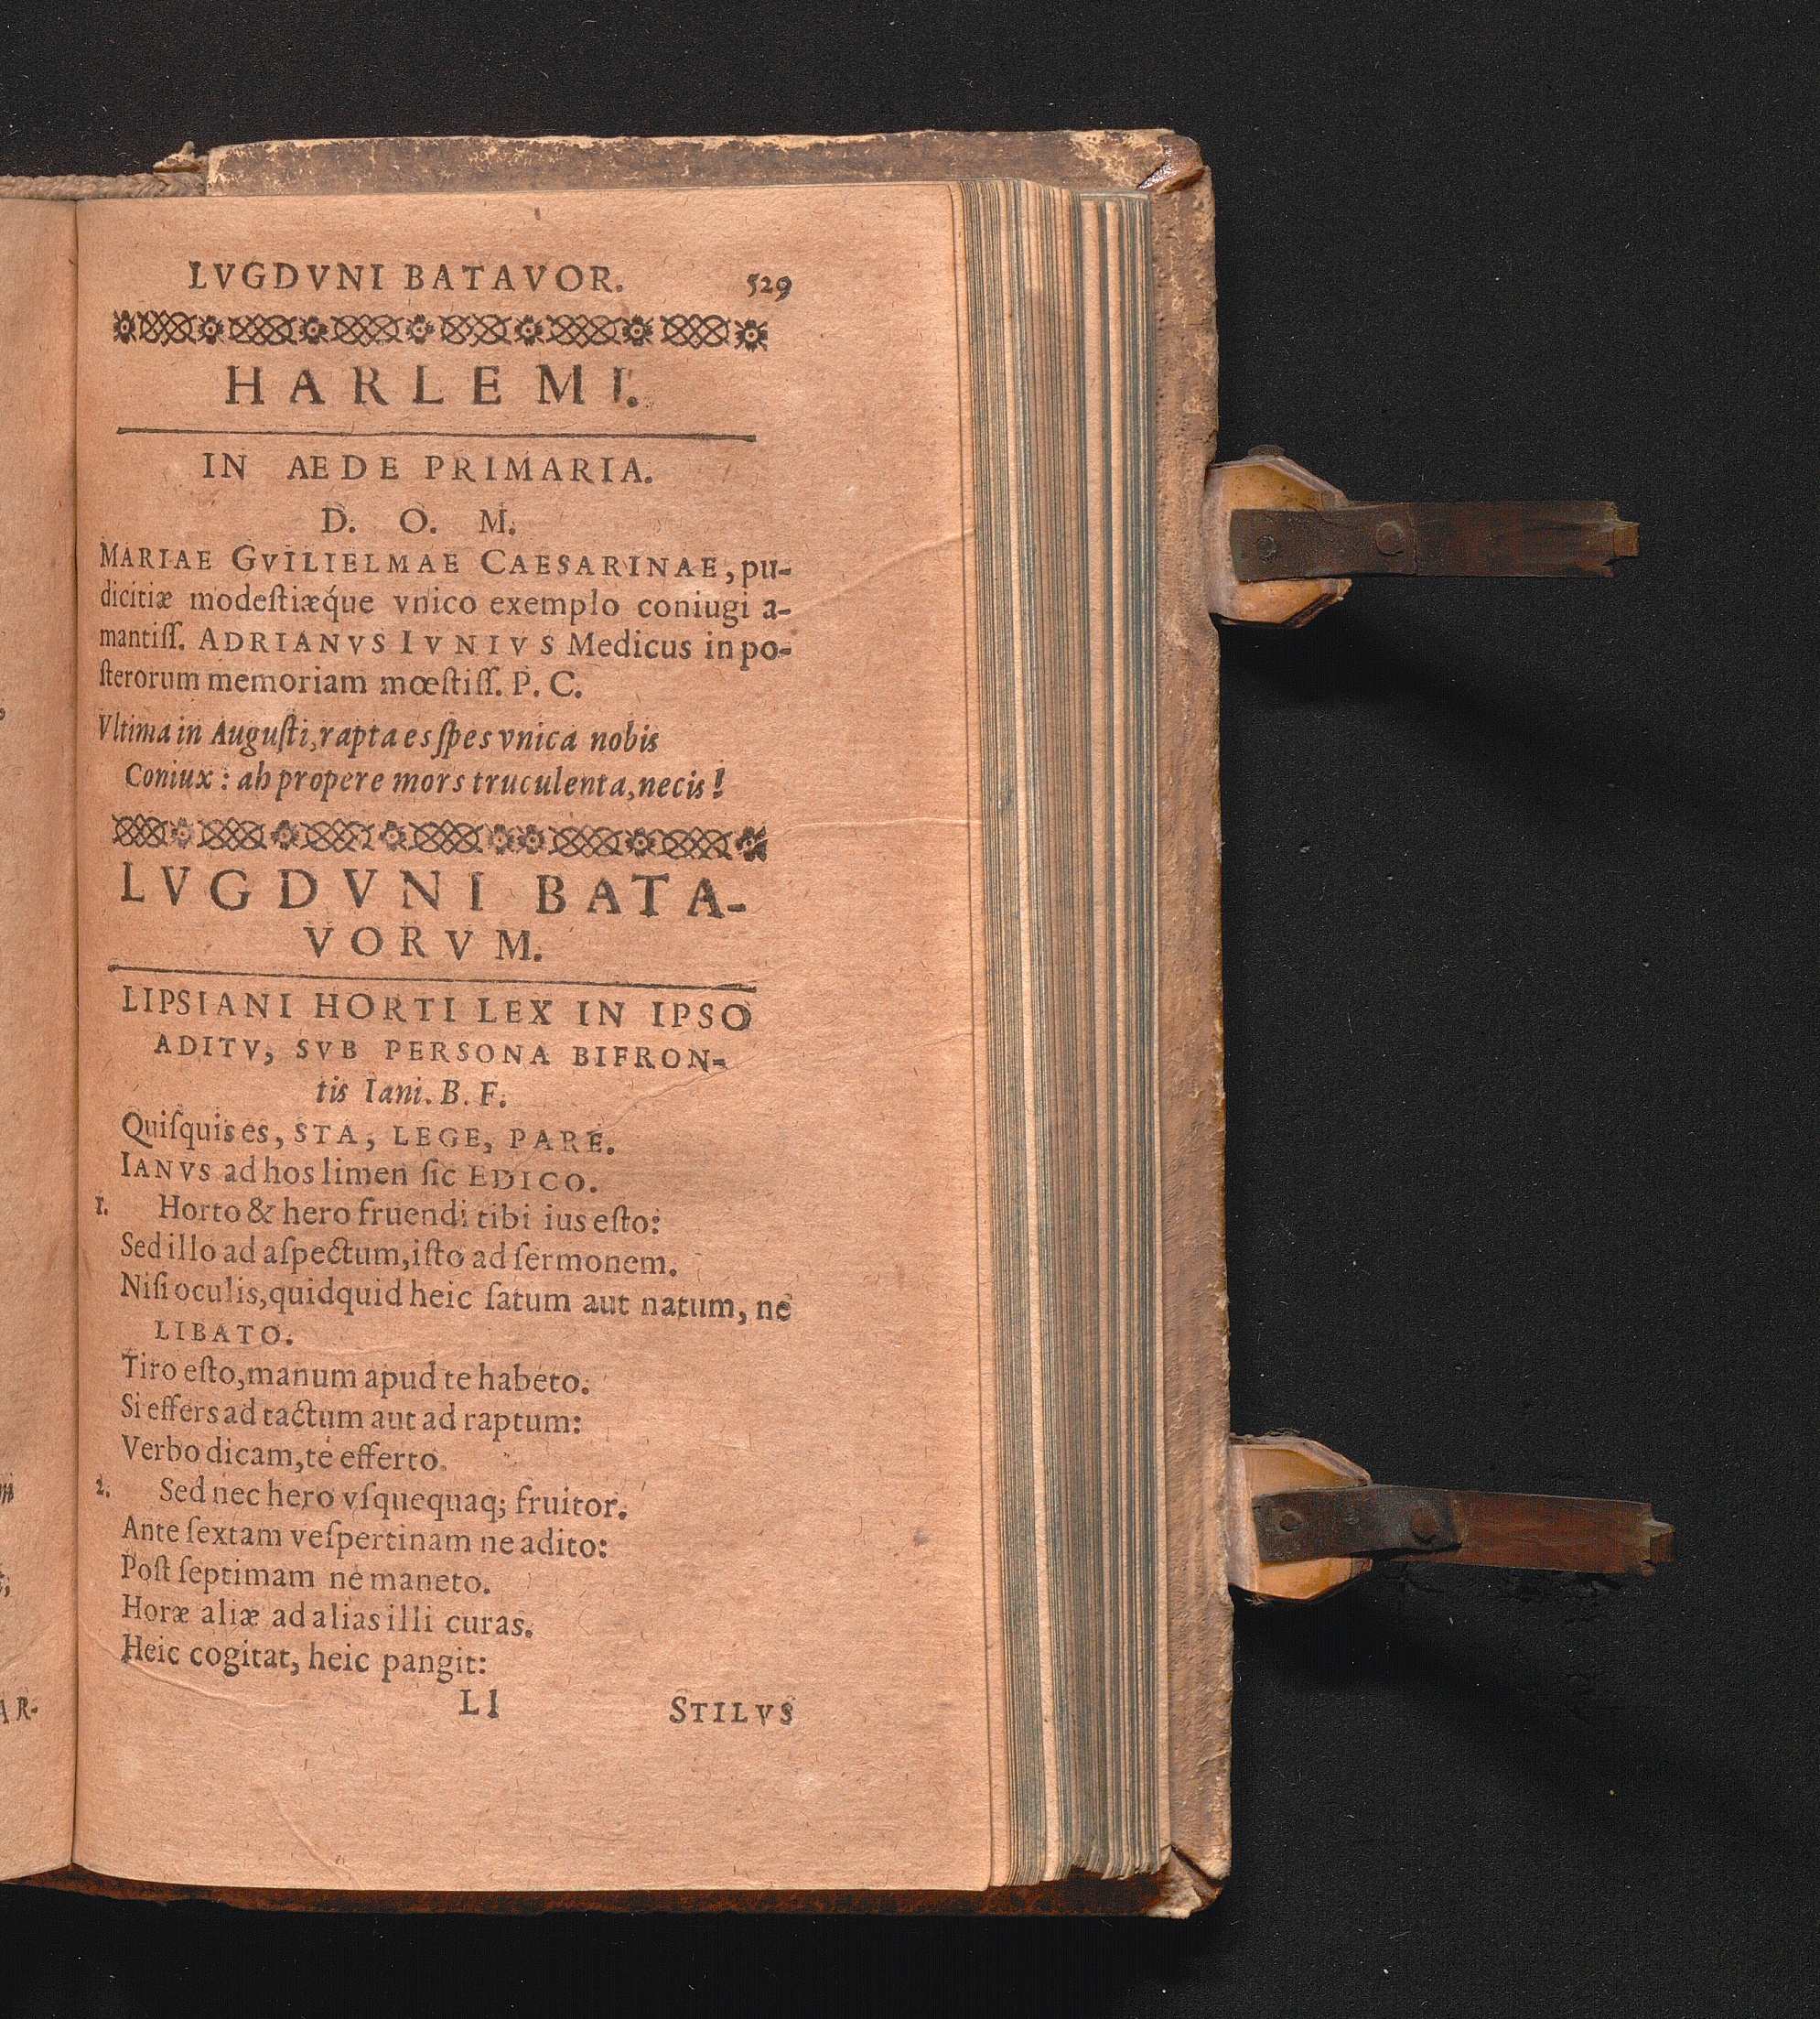 LVGDVNI BATAVOR. 529
HARLEMI.
IN AEDE PRIMARIA.
D. O. M.
MARIAE GVILIELMAE CAESARINAE, pu-
dicitiæ modeſtiæq́ue vnico exemplo coniugi a-
mantiſſ. ADRIANVS IVNIVS Medicus in po-
ſterorum memoriam mœſtiſſ. P. C.
Vltima in Auguſti, rapta es ſpes vnica nobis
Coniux: ah propere mors truculenta, necis!
LVGDVNI BATA-
VORVM.
LIPSIANI HORTI LEX IN IPSO
ADITV, SVB PERSONA BIFRON-
tis Iani. B. F.
Quiſquis es, STA, LEGE, PARE.
IANVS ad hos limen ſic EDICO.
1. Horto & hero fruendi tibi ius eſto:
Sed illo ad aſpectum, iſto ad ſermonem.
Niſi oculis, quidquid heic ſatum aut natum, ne
LIBATO.
Tiro eſto, manum apud te habeto.
Si effers ad tactum aut ad raptum:
Verbo dicam, te efferto.
2. Sed nec hero vſquequaq; fruitor.
Ante ſextam veſpertinam ne adito:
Poſt ſeptimam ne maneto.
Horæ aliæ ad alias illi curas.
Heic cogitat, heic pangit:
Ll STILVS
AR-